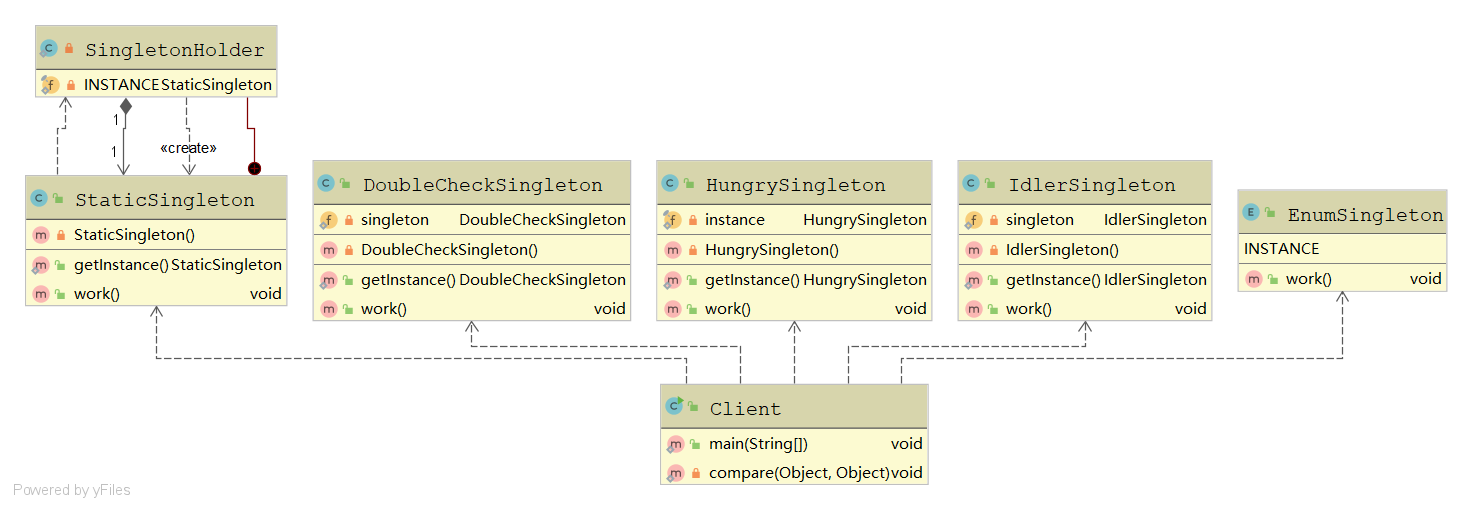 SingletonHolder
INSTANCE StaticSingleton
1
1
«create»
StaticSingleton
StaticSingleton()
getInstance() StaticSingleton
work() void
DoubleCheckSingleton
singleton DoubleCheckSingleton
DoubleCheckSingleton()
getInstance() DoubleCheckSingleton
work() void
HungrySingleton
instance HungrySingleton
HungrySingleton()
getInstance() HungrySingleton
work() void
IdlerSingleton
singleton IdlerSingleton
IdlerSingleton()
getInstance() IdlerSingleton
work() void
EnumSingleton
INSTANCE
work() void
Client
main(String[]) void
compare(Object, Object) void
Powered by yFiles